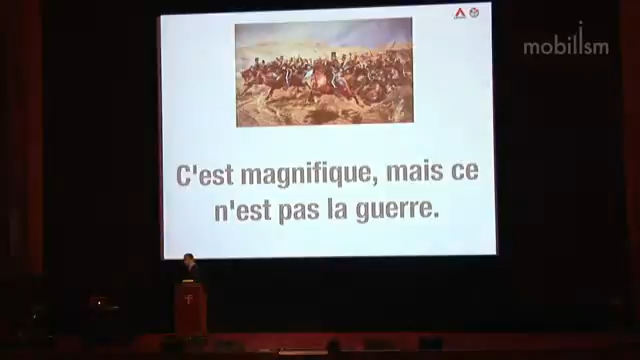 mobilism
C'est magnifique, mais ce
n'est pas la guerre.